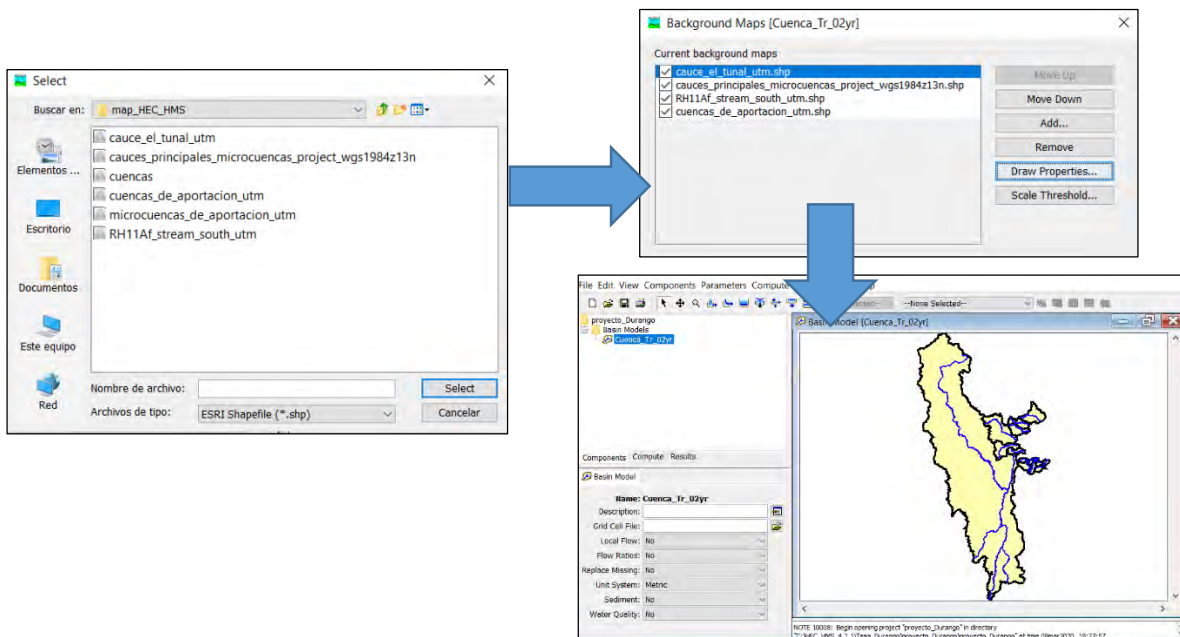 Select
Buscar en:
map_HEC_HMS
Elementos ...
Escritorio
Documentos
Este equipo
Red
cauce_el_tunal_utm
cauces_principales_microcuencas_project_wgs1984z13n
cuencas
cuencas_de_aportacion_utm
microcuencas_de_aportacion_utm
RH11Af_stream_south_utm
Nombre de archivo:
Select
Archivos de tipo:
ESRI Shapefile (*.shp)
Cancelar
Background Maps [Cuenca_Tr_02yr]
Current background maps
cauce_el_tunal_utm.shp
cauces_principales_microcuencas_project_wgs1984z13n.shp
RH11Af_stream_south_utm.shp
cuencas_de_aportacion_utm.shp
Move Up
Move Down
Add...
Remove
Draw Properties...
Scale Threshold...
File Edit View Components Parameters Compute
--None Selected--
proyecto_Durango
Basin Models
Cuenca_Tr_02yr
Components Compute Results
Basin Model
Name: Cuenca_Tr_02yr
Description:
Grid Cell File:
Local Flow: No
Flow Ratios: No
Replace Missing: No
Unit System: Metric
Sediment: No
Water Quality: No
Basin Model [Cuenca_Tr_02yr]
NOTE 10008: Begin opening project "proyecto_Durango" in directory